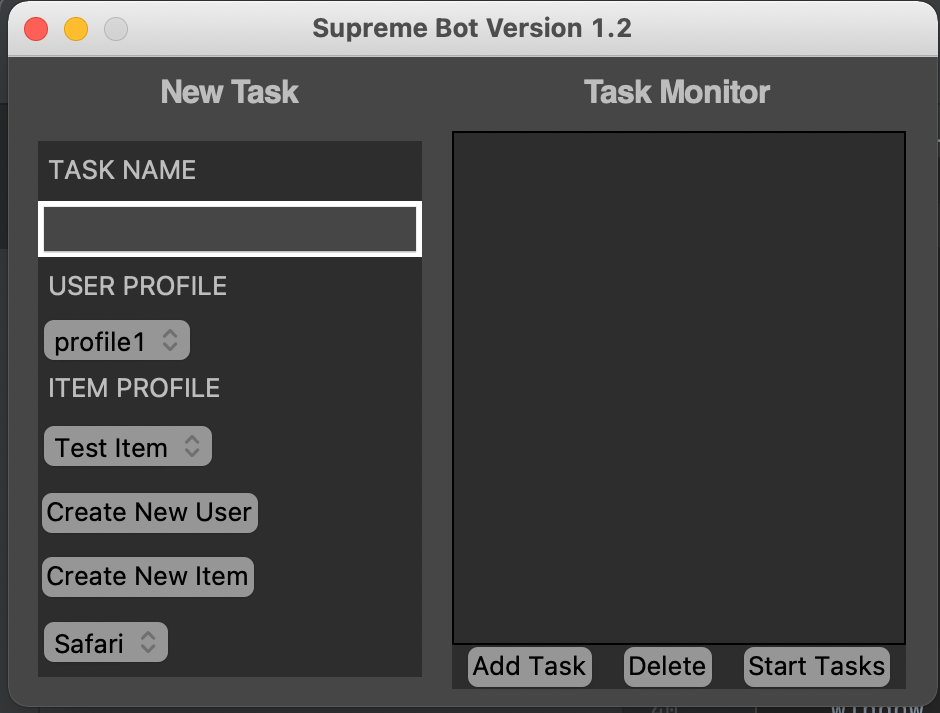 Supreme Bot Version 1.2
New Task
TASK NAME
USER PROFILE
profile1
ITEM PROFILE
Test Item
Create New User
Create New Item
Safari
Task Monitor
Add Task Delete Start Tasks